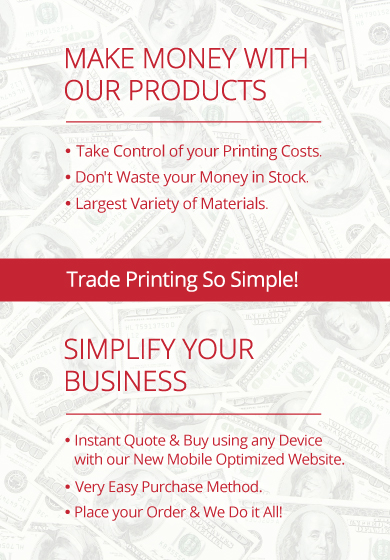 MAKE MONEY WITH
OUR PRODUCTS
• Take Control of your Printing Costs.
• Don't Waste your Money in Stock.
• Largest Variety of Materials.
Trade Printing So Simple!
SIMPLIFY YOUR
BUSINESS
• Instant Quote & Buy using any Device
with our New Mobile Optimized Website.
• Very Easy Purchase Method.
• Place your Order & We Do it All!